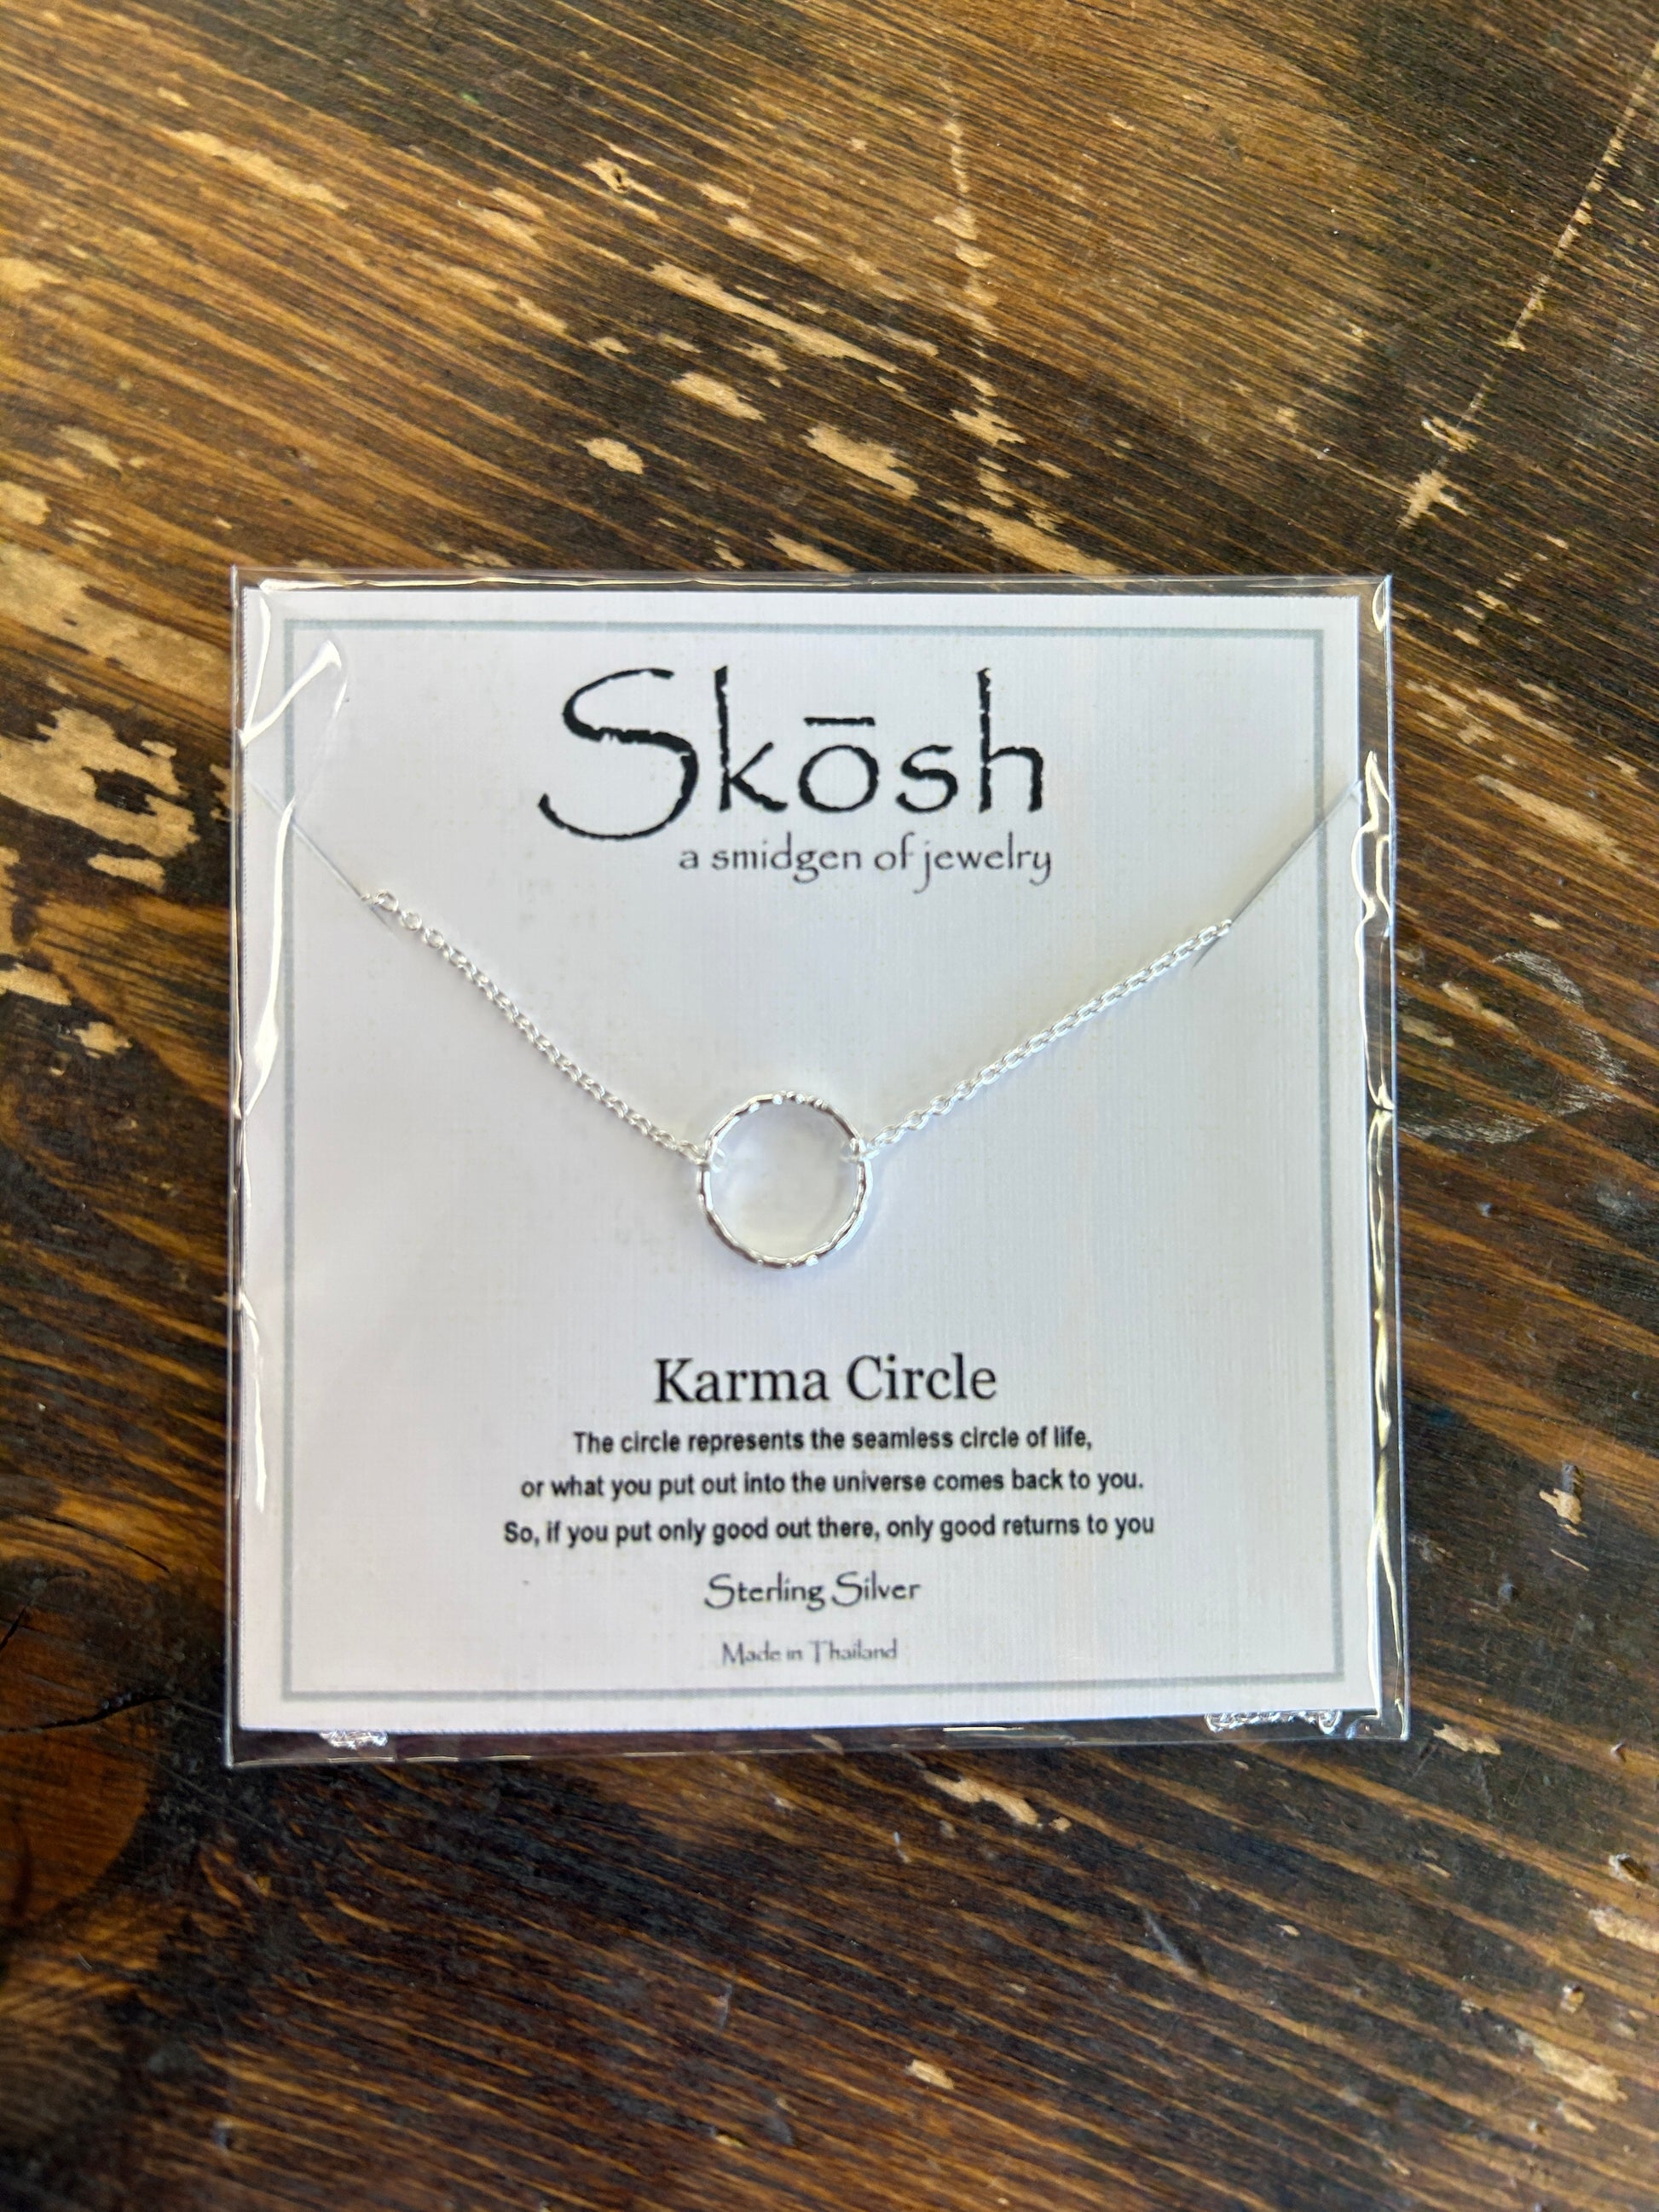 Skōsh
a smidgen of jewelry
Karma Circle
The circle represents the seamless circle of life,
or what you put out into the universe comes back to you.
So, if you put only good out there, only good returns to you
Sterling Silver
Made in Thailand